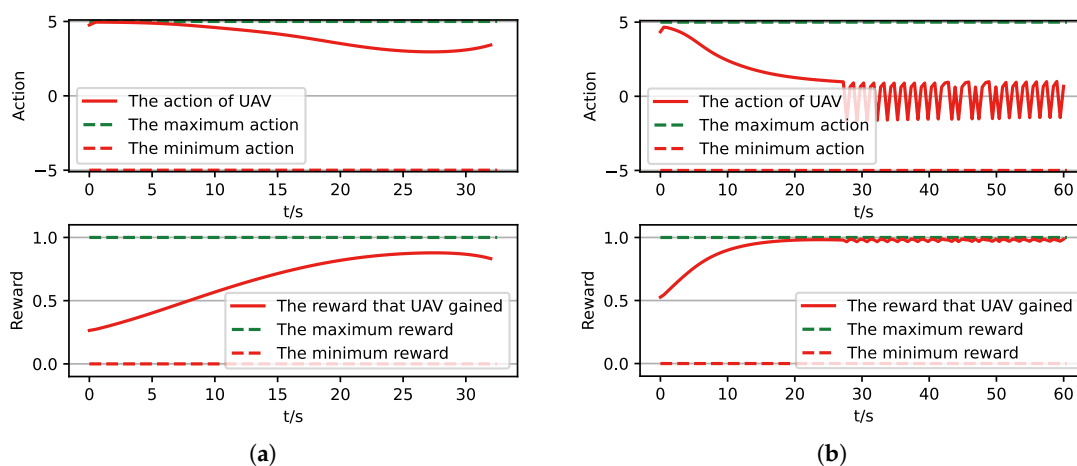 5
0
−5
Action
The action of UAV
The maximum action
The minimum action
0 5 10 15 20 25 30
t/s
5
0
−5
Action
The action of UAV
The maximum action
The minimum action
0 10 20 30 40 50 60
t/s
1.0
0.5
0.0
Reward
The reward that UAV gained
The maximum reward
The minimum reward
0 5 10 15 20 25 30
t/s
1.0
0.5
0.0
Reward
The reward that UAV gained
The maximum reward
The minimum reward
0 10 20 30 40 50 60
t/s
(a)
(b)